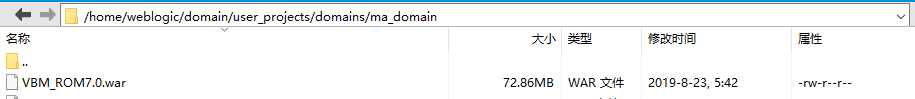 /home/weblogic/domain/user_projects/domains/ma_domain
名称 大小 类型 修改时间 属性
..
VBM_ROM7.0.war 72.86MB WAR 文件 2019-8-23, 5:42 -rw-r--r--